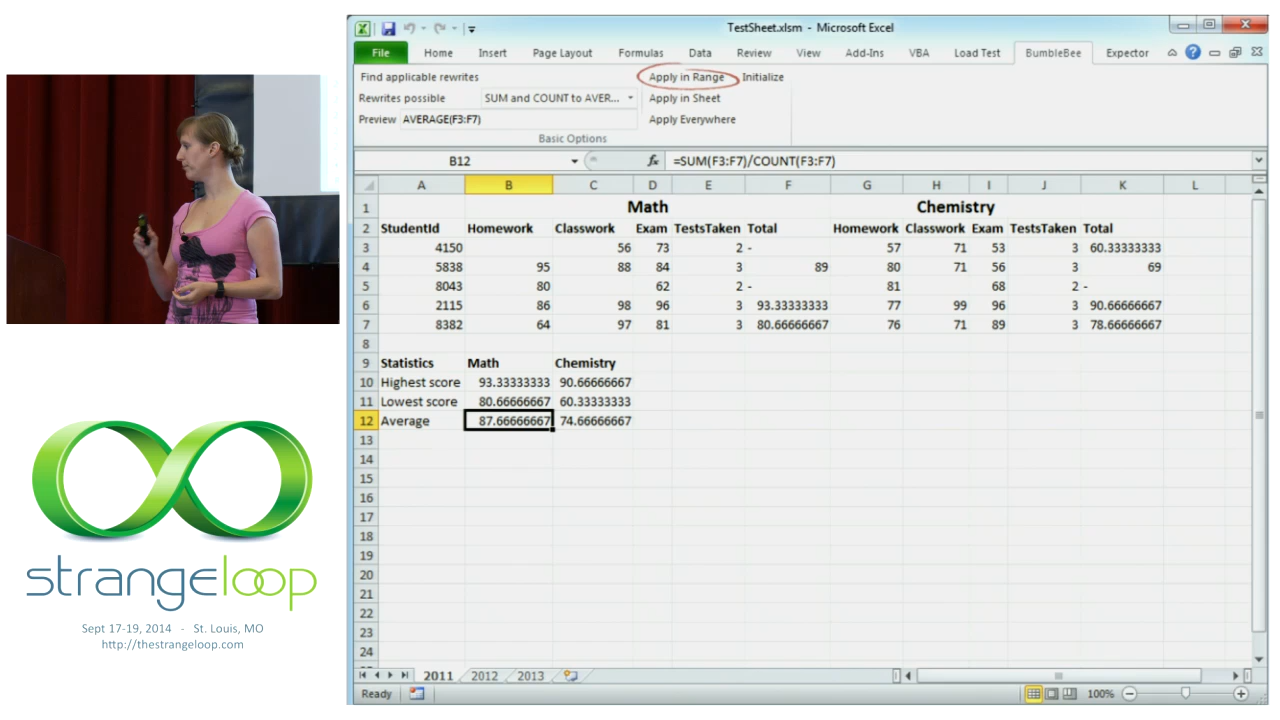 TestSheet.xlsm - Microsoft Excel
File Home Insert Page Layout Formulas Data Review View Add-Ins VBA Load Test BumbleBee Expector
Find applicable rewrites Apply in Range Initialize
Rewrites possible SUM and COUNT to AVER... Apply in Sheet
Preview AVERAGE(F3:F7) Apply Everywhere
Basic Options
B12 fx =SUM(F3:F7)/COUNT(F3:F7)
A B C D E F G H I J K L
1 Math Chemistry
2 StudentId Homework Classwork Exam TestsTaken Total Homework Classwork Exam TestsTaken Total
3 4150 56 73 2 - 57 71 53 3 60.33333333
4 5838 95 88 84 3 89 80 71 56 3 69
5 8043 80 62 2 - 81 68 2 -
6 2115 86 98 96 3 93.33333333 77 99 96 3 90.66666667
7 8382 64 97 81 3 80.66666667 76 71 89 3 78.66666667
8
9 Statistics Math Chemistry
10 Highest score 93.33333333 90.66666667
11 Lowest score 80.66666667 60.33333333
12 Average 87.66666667 74.66666667
13
14
15
16
17
18
19
20
21
22
23
24
2011 2012 2013
Ready 100%
strangeloop
Sept 17-19, 2014 - St. Louis, MO
http://thestrangeloop.com